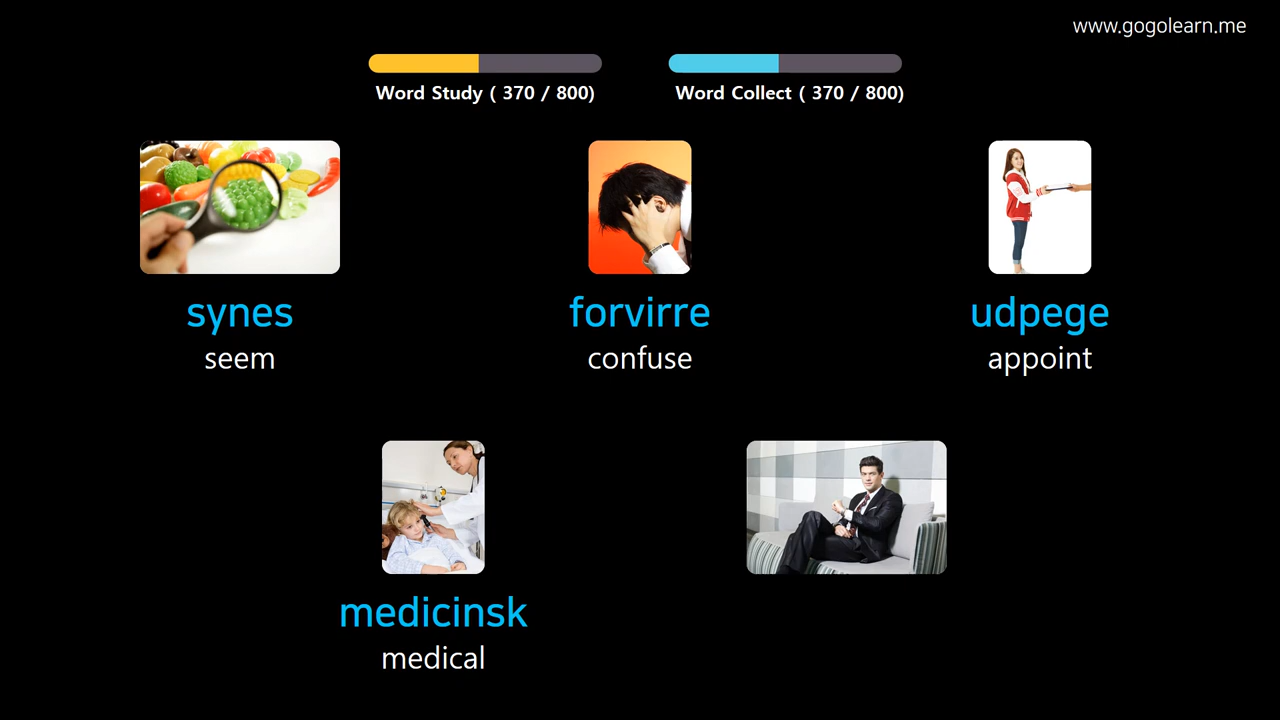 www.gogolearn.me
Word Study ( 370 / 800)
Word Collect ( 370 / 800)
synes
seem
forvirre
confuse
udpege
appoint
medicinsk
medical